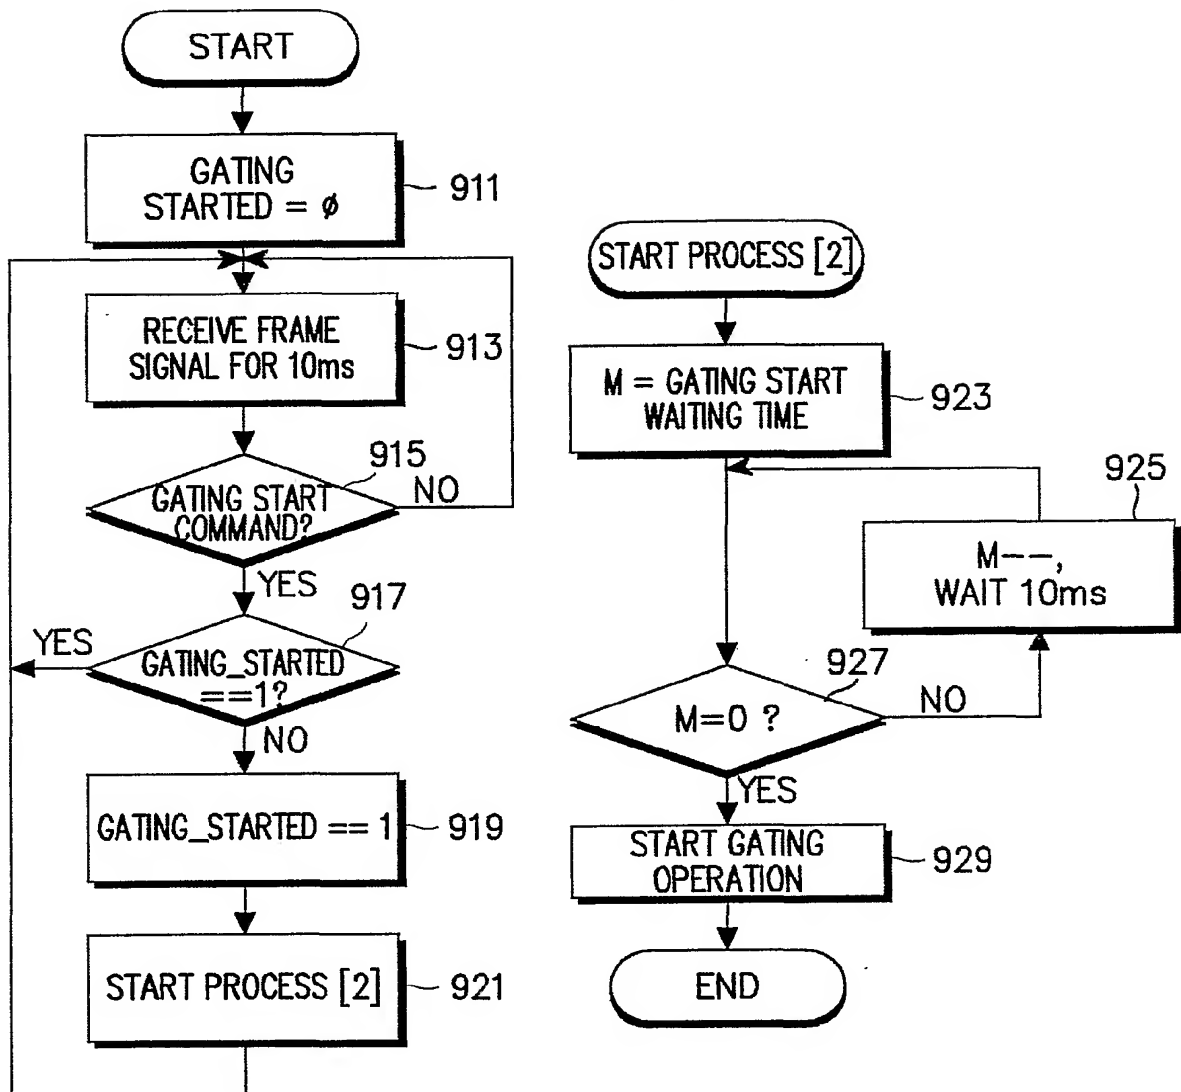 START
GATING
STARTED = ø
911
RECEIVE FRAME
SIGNAL FOR 10ms
913
915
GATING START
COMMAND?
NO
YES
917
YES
GATING_STARTED
==1?
NO
GATING_STARTED == 1
919
START PROCESS [2]
921
START PROCESS [2]
M = GATING START
WAITING TIME
923
925
M--,
WAIT 10ms
927
M=0 ?
NO
YES
START GATING
OPERATION
929
END